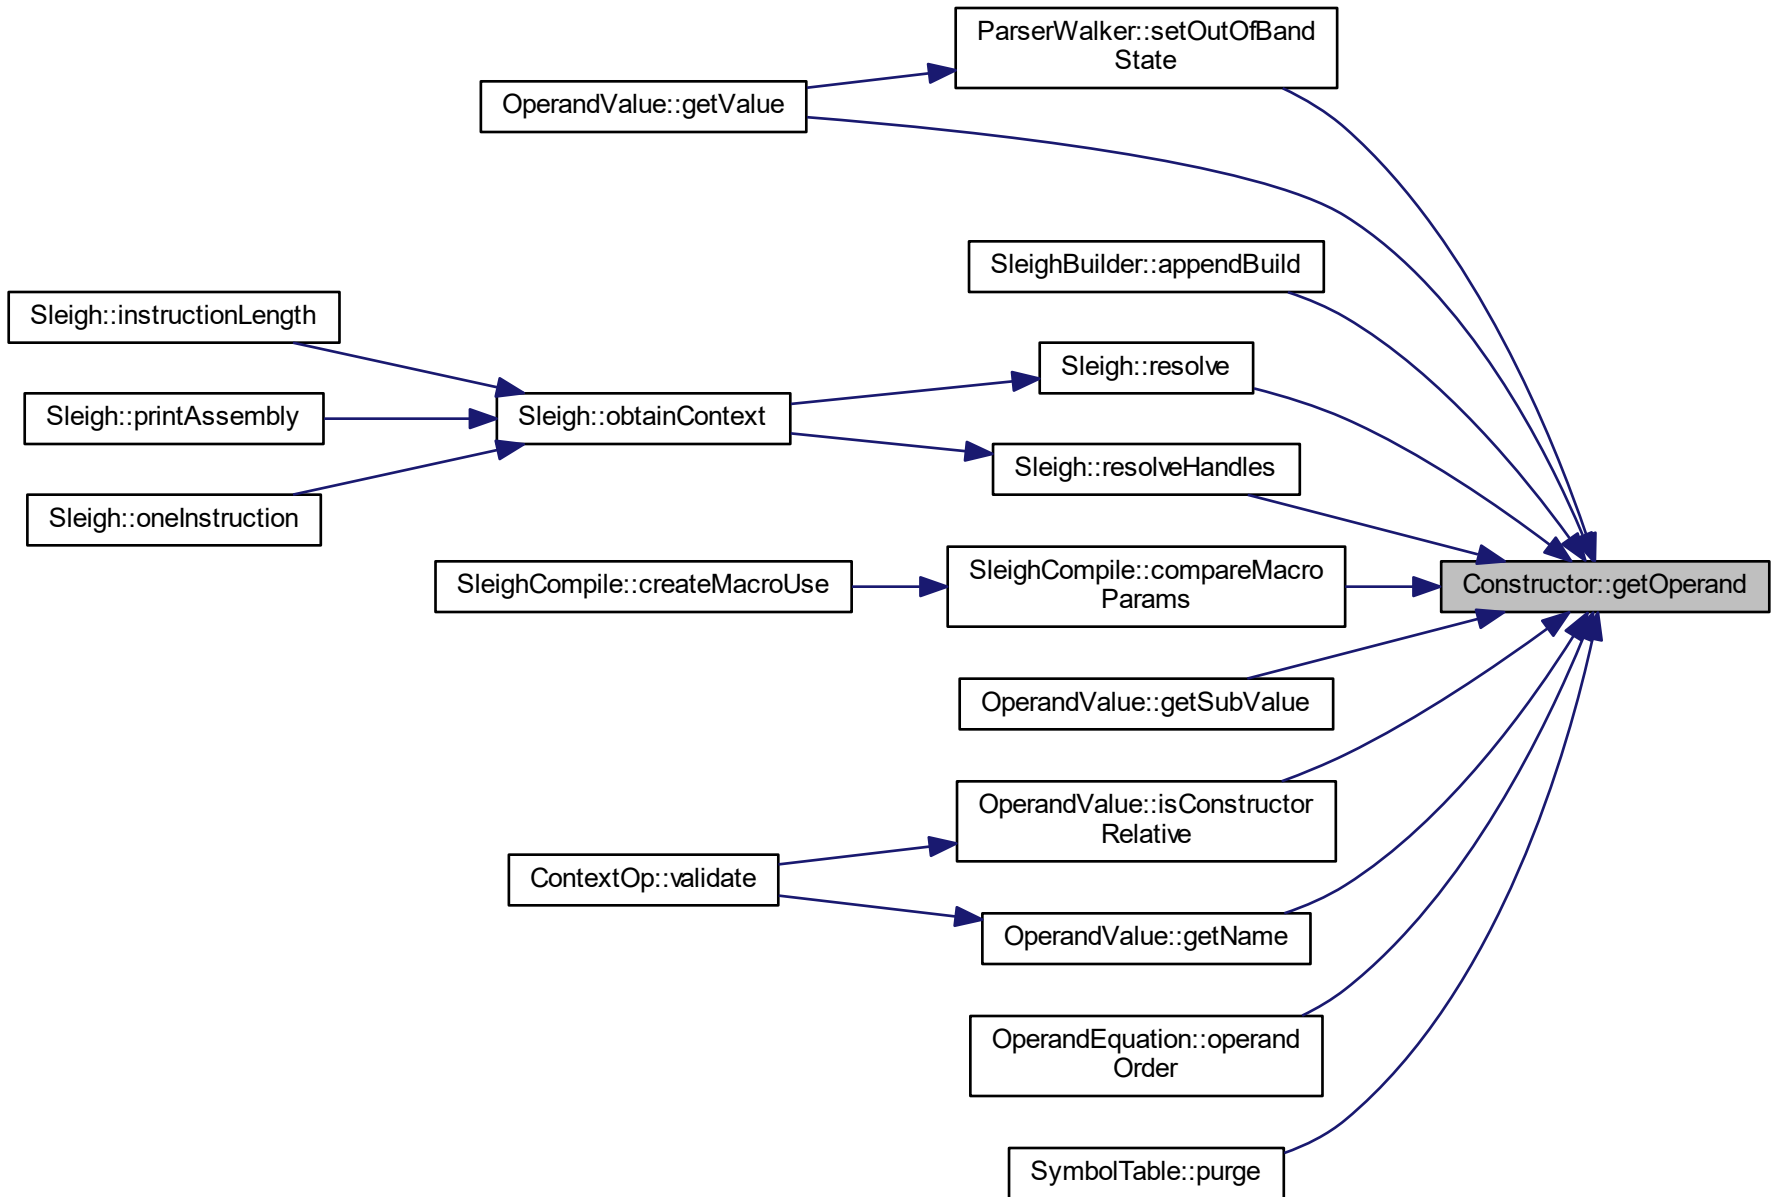 ParserWalker::setOutOfBand
State
OperandValue::getValue
SleighBuilder::appendBuild
Sleigh::instructionLength
Sleigh::resolve
Sleigh::printAssembly
Sleigh::obtainContext
Sleigh::resolveHandles
Sleigh::oneInstruction
SleighCompile::createMacroUse
SleighCompile::compareMacro
Params
Constructor::getOperand
OperandValue::getSubValue
OperandValue::isConstructor
Relative
ContextOp::validate
OperandValue::getName
OperandEquation::operand
Order
SymbolTable::purge